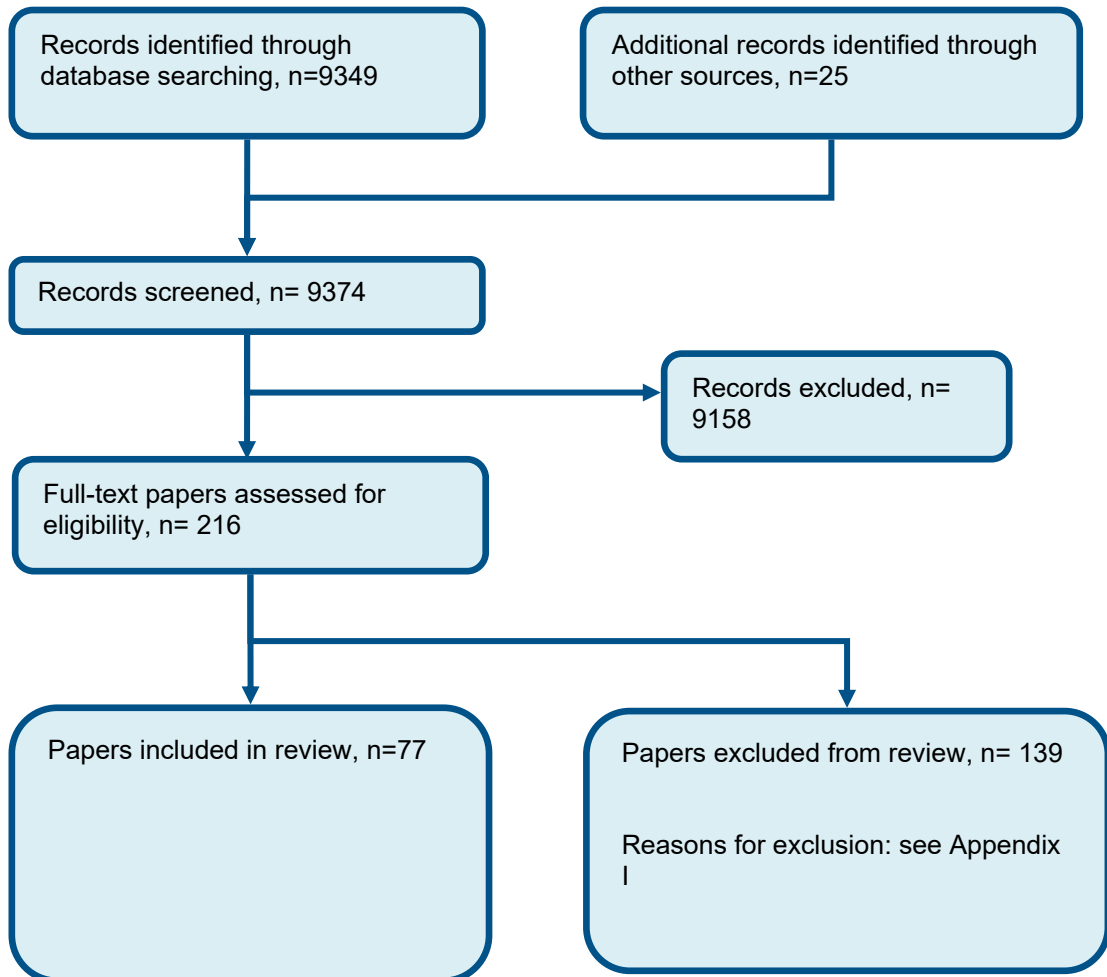 Records identified through
database searching, n=9349
Additional records identified through
other sources, n=25
Records screened, n= 9374
Records excluded, n=
9158
Full-text papers assessed for
eligibility, n= 216
Papers included in review, n=77
Papers excluded from review, n= 139
Reasons for exclusion: see Appendix
I